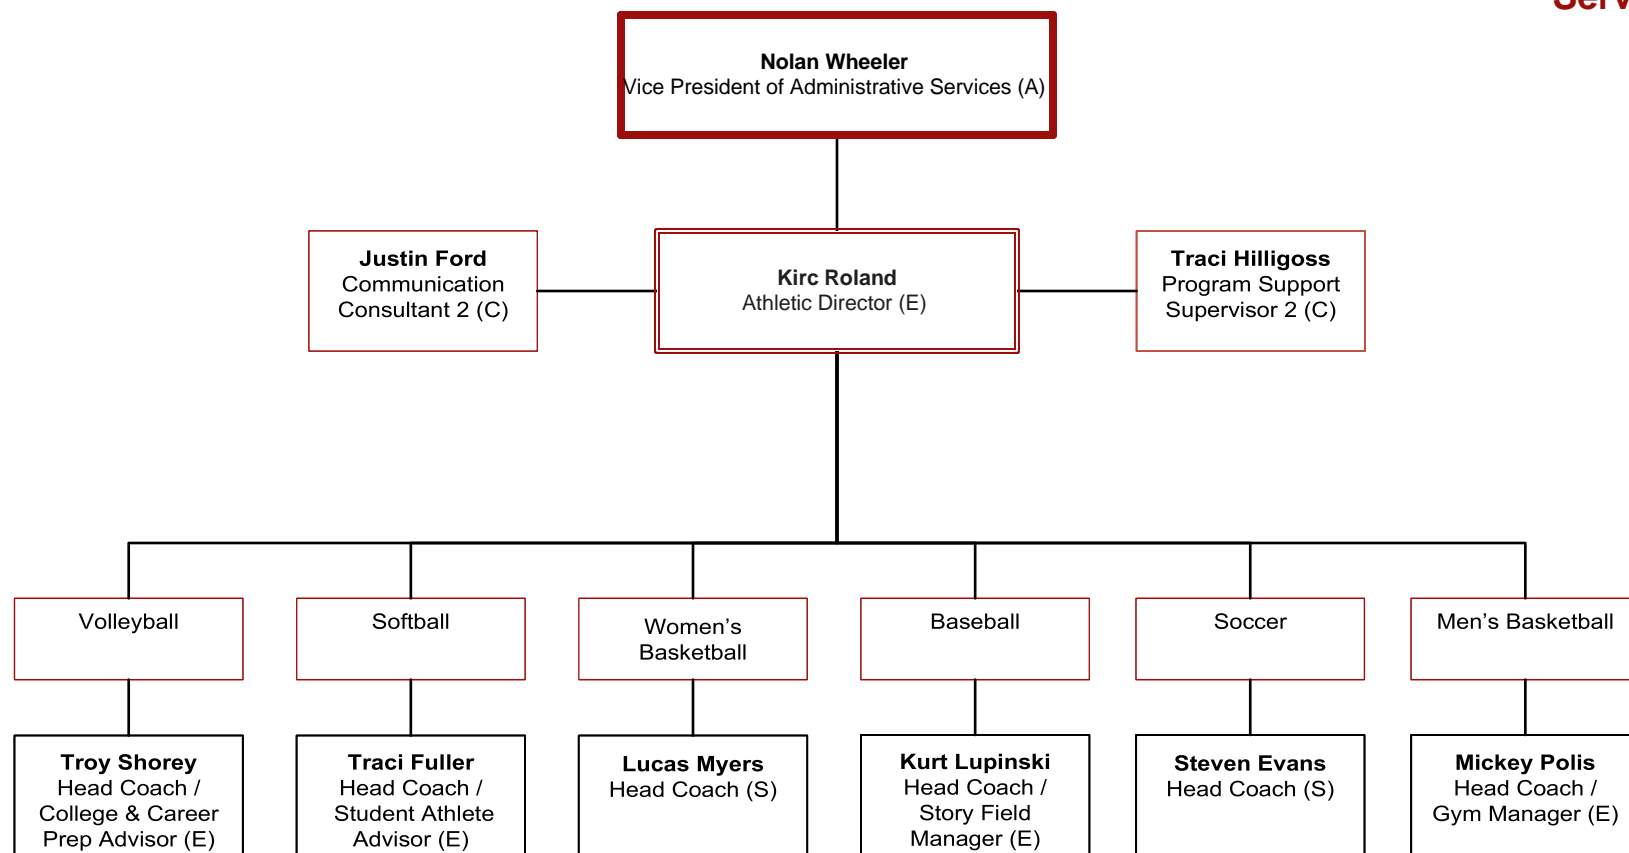 Nolan Wheeler
Vice President of Administrative Services (A)
Justin Ford
Communication
Consultant 2 (C)
Kirc Roland
Athletic Director (E)
Traci Hilligoss
Program Support
Supervisor 2 (C)
Volleyball
Softball
Women’s
Basketball
Baseball
Soccer
Men’s Basketball
Troy Shorey
Head Coach /
College & Career
Prep Advisor (E)
Traci Fuller
Head Coach /
Student Athlete
Advisor (E)
Lucas Myers
Head Coach (S)
Kurt Lupinski
Head Coach /
Story Field
Manager (E)
Steven Evans
Head Coach (S)
Mickey Polis
Head Coach /
Gym Manager (E)